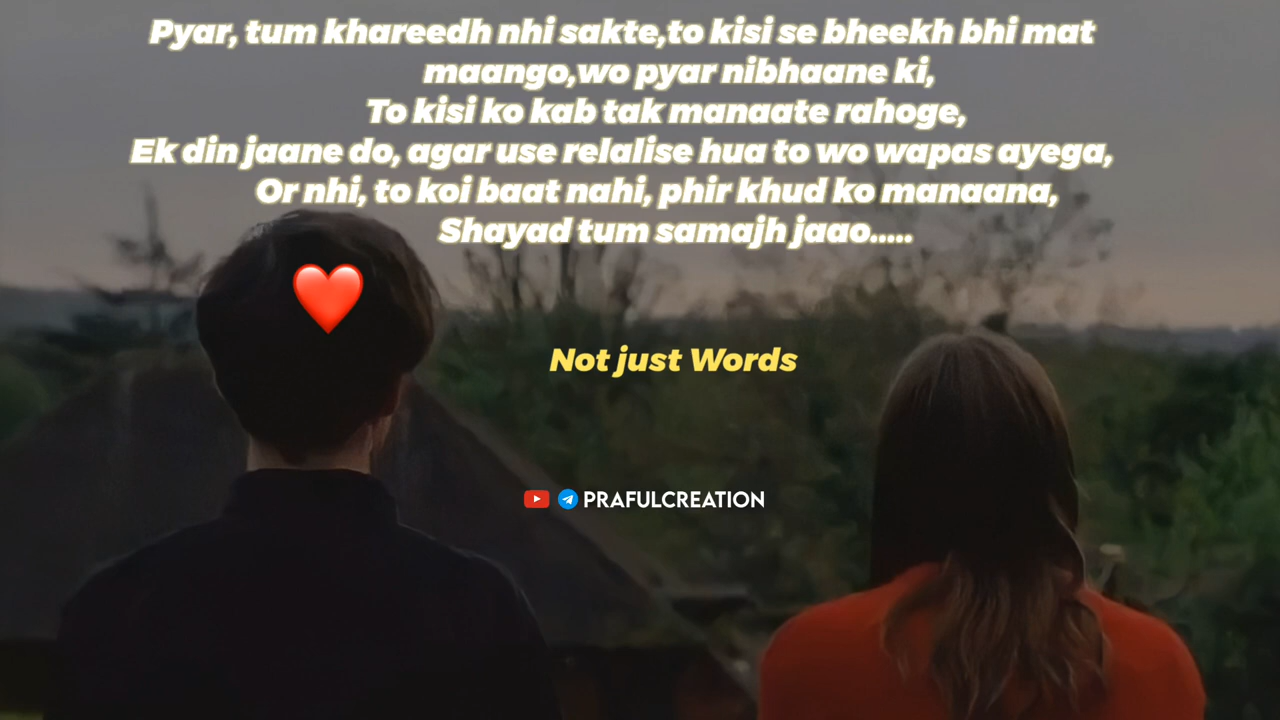 Pyar, tum khareedh nhi sakte,to kisi se bheekh bhi mat
maango,wo pyar nibhaane ki,
To kisi ko kab tak manaate rahoge,
Ek din jaane do, agar use relalise hua to wo wapas ayega,
Or nhi, to koi baat nahi, phir khud ko manaana,
Shayad tum samajh jaao.....
Not just Words
PRAFULCREATION